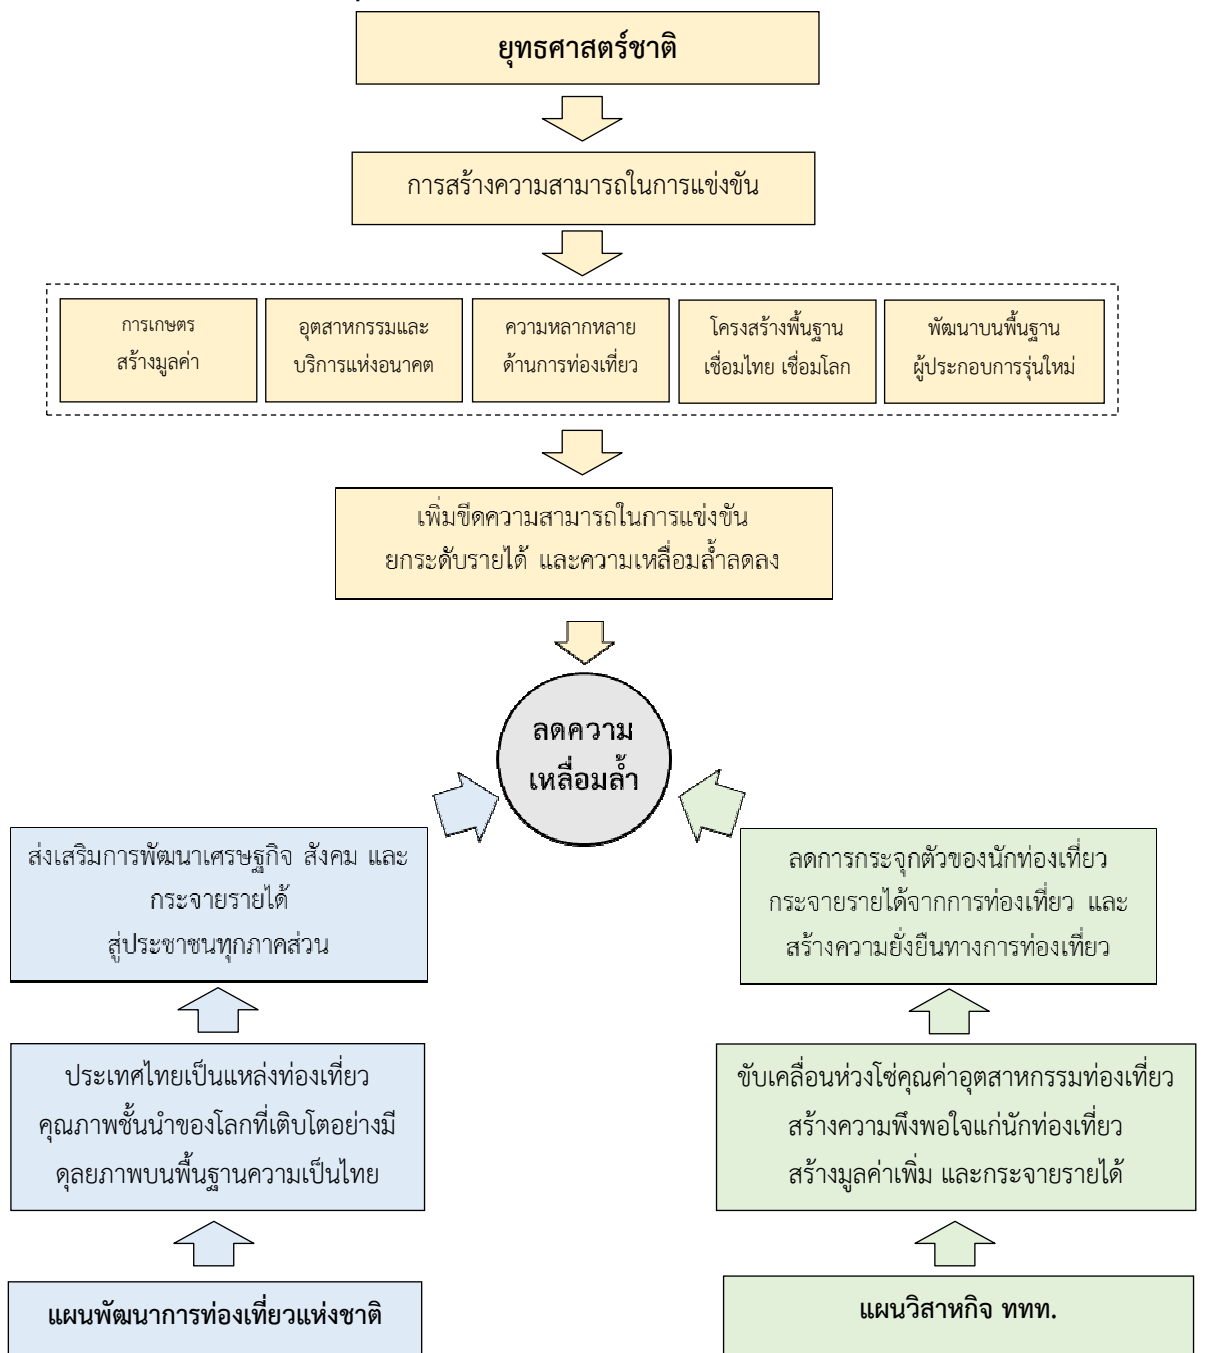 ยุทธศาสตร์ชาติ
การสร้างความสามารถในการแข่งขัน
การเกษตร
สร้างมูลค่า
อุตสาหกรรมและ
บริการแห่งอนาคต
ความหลากหลาย
ด้านการท่องเที่ยว
โครงสร้างพื้นฐาน
เชื่อมไทย เชื่อมโลก
พัฒนาบนพื้นฐาน
ผู้ประกอบการรุ่นใหม่
เพิ่มขีดความสามารถในการแข่งขัน
ยกระดับรายได้ และความเหลื่อมล้ำลดลง
ลดความ
เหลื่อมล้ำ
ส่งเสริมการพัฒนาเศรษฐกิจ สังคม และ
กระจายรายได้
สู่ประชาชนทุกภาคส่วน
ประเทศไทยเป็นแหล่งท่องเที่ยว
คุณภาพชั้นนำของโลกที่เติบโตอย่างมี
ดุลยภาพบนพื้นฐานความเป็นไทย
แผนพัฒนาการท่องเที่ยวแห่งชาติ
ลดการกระจุกตัวของนักท่องเที่ยว
กระจายรายได้จากการท่องเที่ยว และ
สร้างความยั่งยืนทางการท่องเที่ยว
ขับเคลื่อนห่วงโซ่คุณค่าอุตสาหกรรมท่องเที่ยว
สร้างความพึงพอใจแก่นักท่องเที่ยว
สร้างมูลค่าเพิ่ม และกระจายรายได้
แผนวิสาหกิจ ททท.